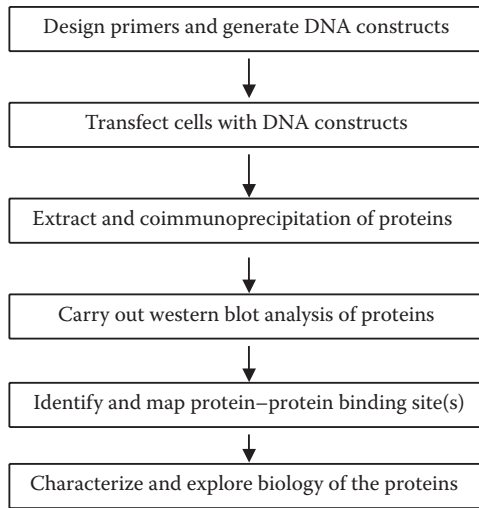 Design primers and generate DNA constructs
Transfect cells with DNA constructs
Extract and coimmunoprecipitation of proteins
Carry out western blot analysis of proteins
Identify and map protein–protein binding site(s)
Characterize and explore biology of the proteins